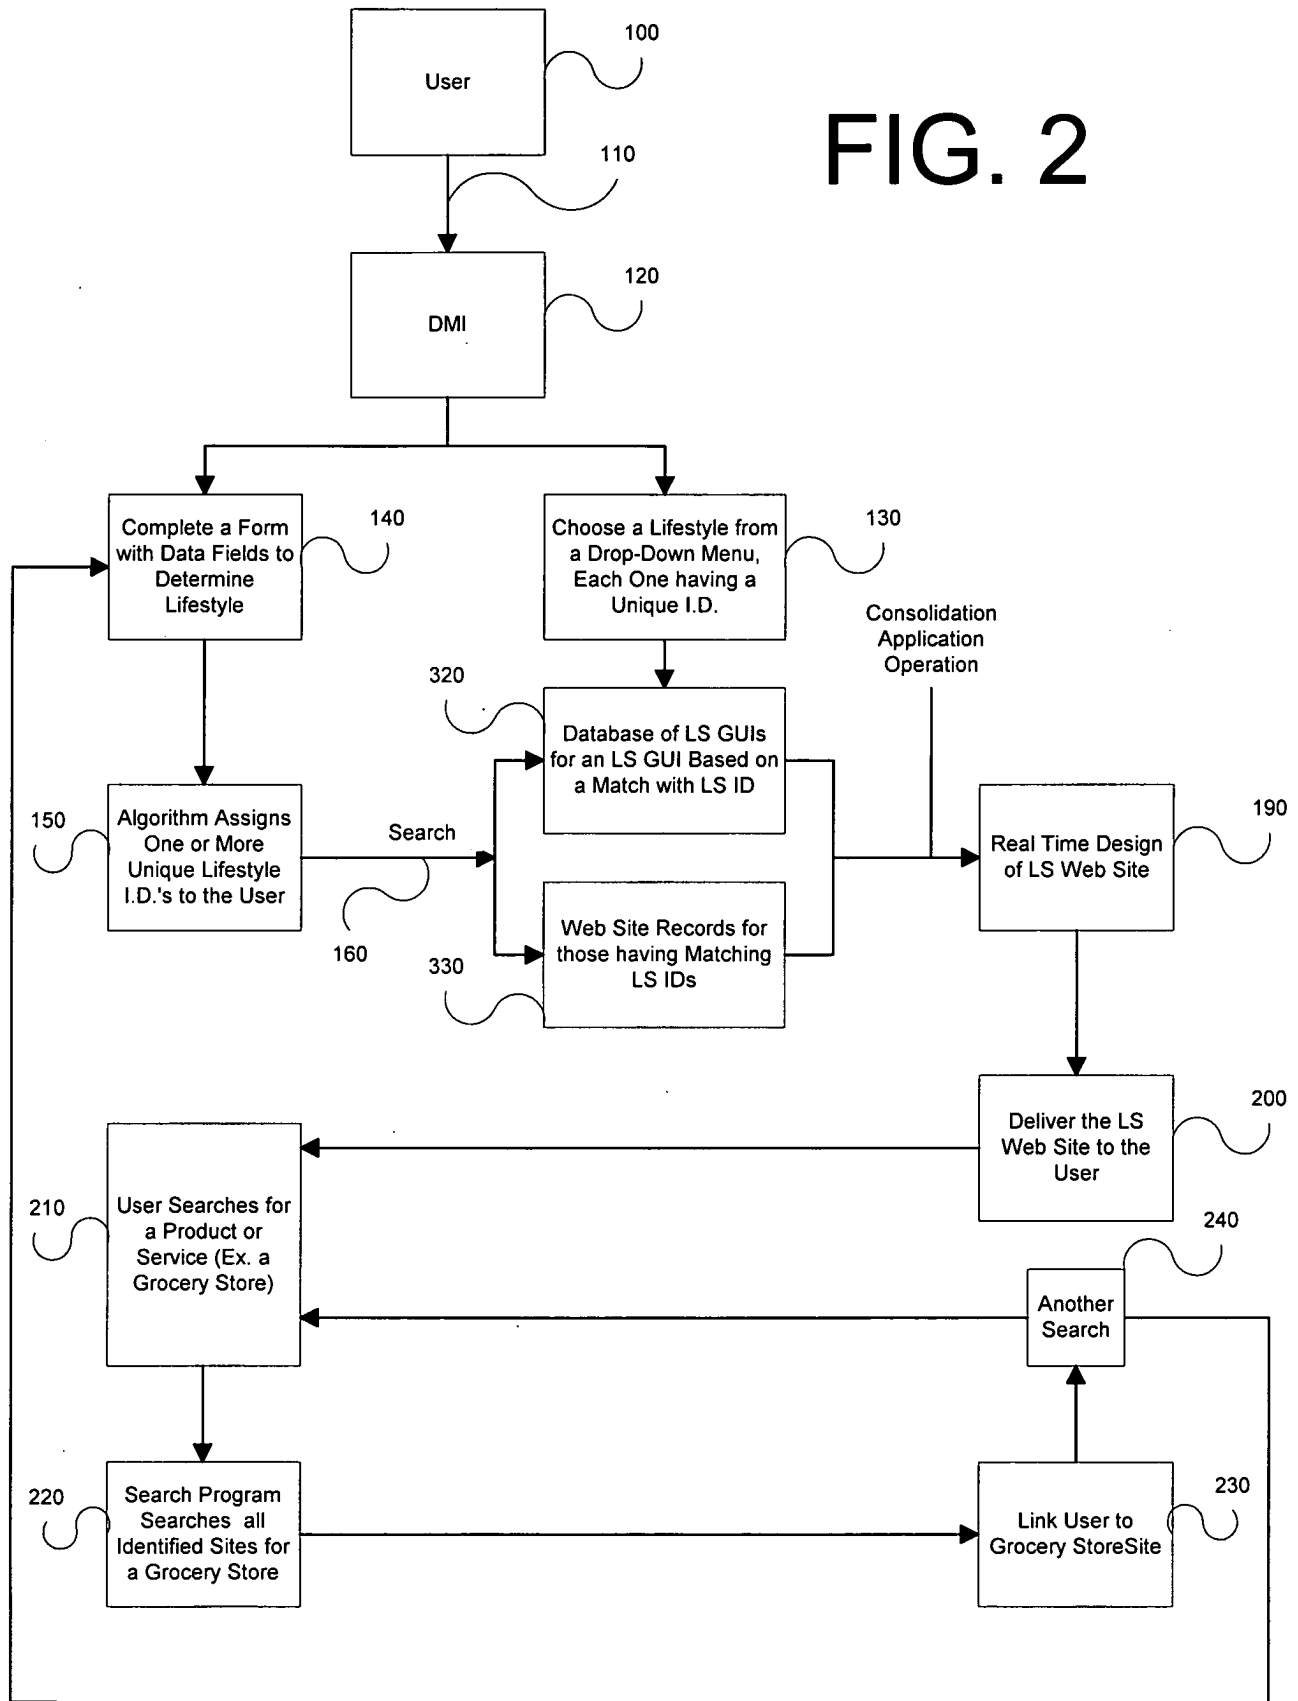 100
User
FIG. 2
110
120
DMI
140
Complete a Form
with Data Fields to
Determine
Lifestyle
130
Choose a Lifestyle from
a Drop-Down Menu,
Each One having a
Unique I.D.
Consolidation
Application
Operation
320
Database of LS GUIs
for an LS GUI Based on
a Match with LS ID
150
Algorithm Assigns
One or More
Unique Lifestyle
I.D.'s to the User
Search
160
190
Real Time Design
of LS Web Site
330
Web Site Records for
those having Matching
LS IDs
200
Deliver the LS
Web Site to the
User
210
User Searches for
a Product or
Service (Ex. a
Grocery Store)
240
Another
Search
220
Search Program
Searches all
Identified Sites for
a Grocery Store
230
Link User to
Grocery StoreSite